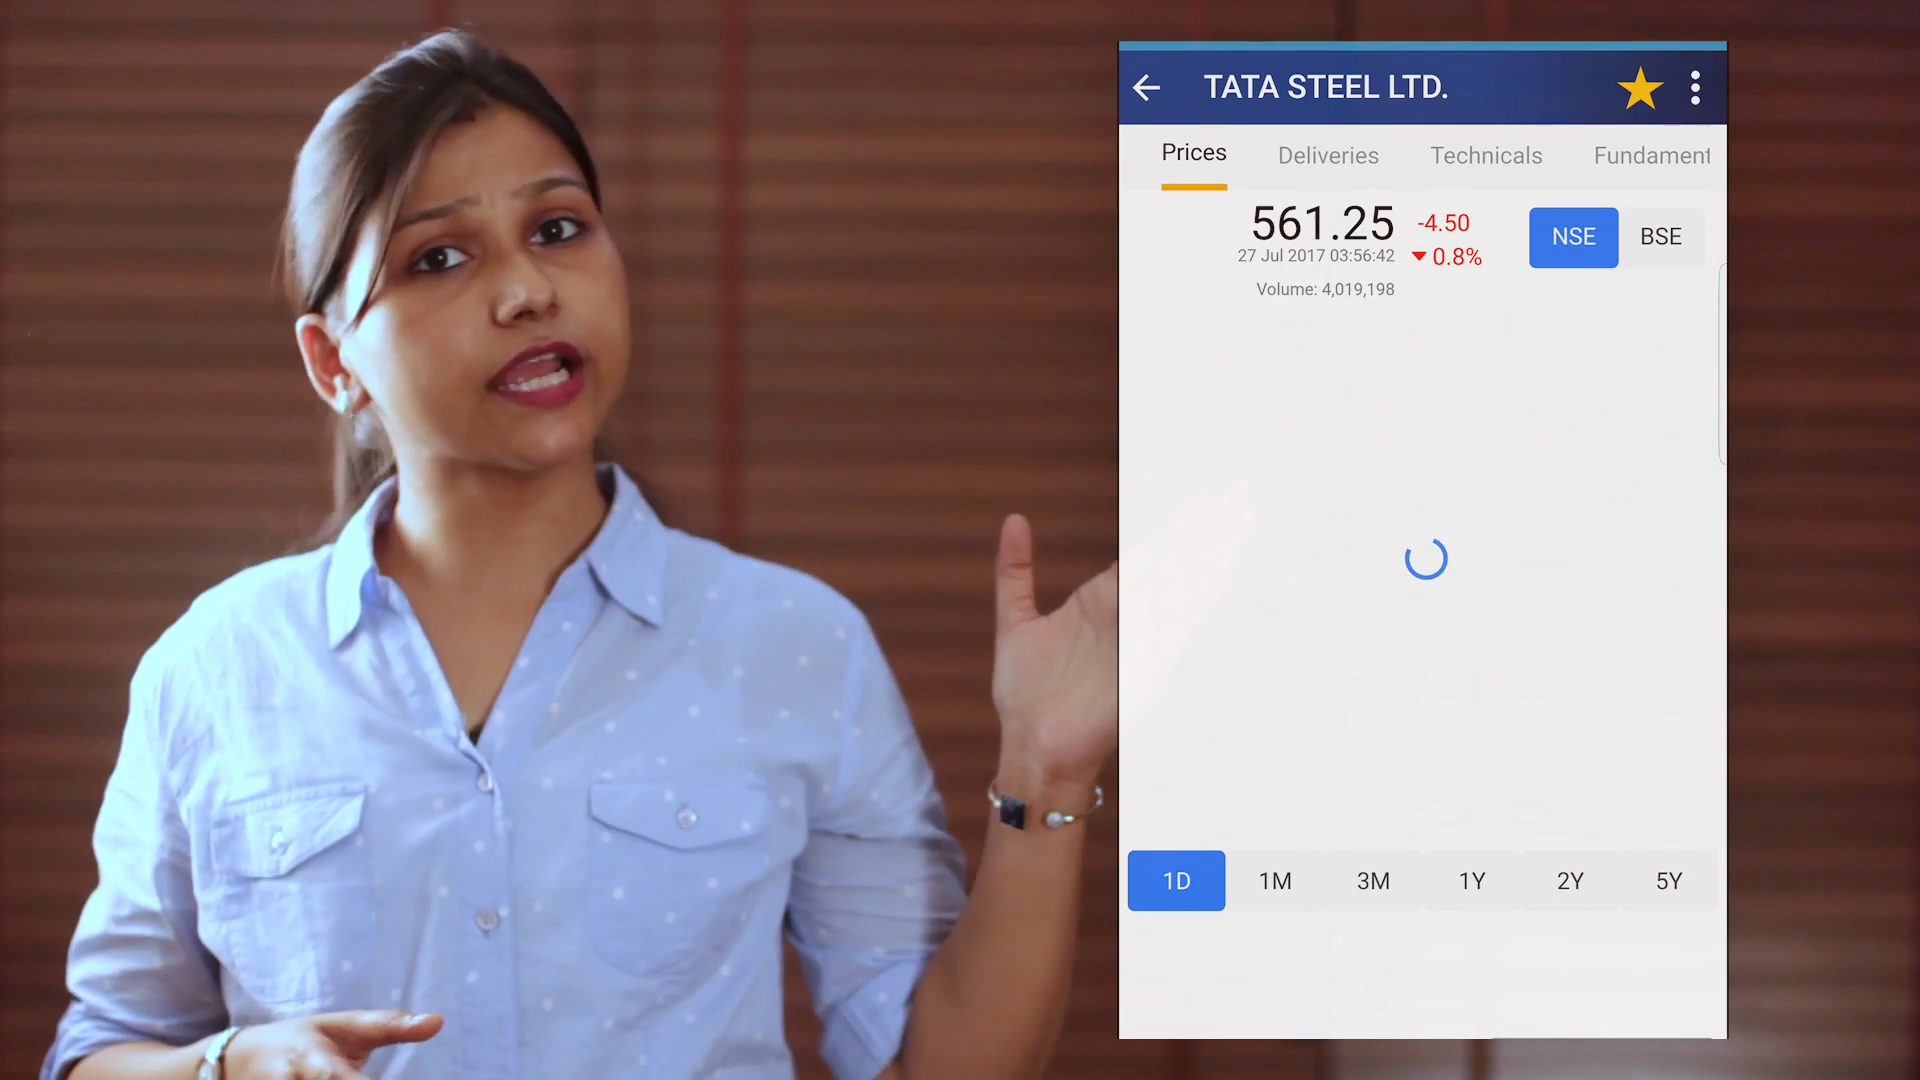 TATA STEEL LTD.
Prices Deliveries Technicals Fundament
561.25 -4.50 NSE BSE
27 Jul 2017 03:56:42 0.8%
Volume: 4,019,198
1D 1M 3M 1Y 2Y 5Y